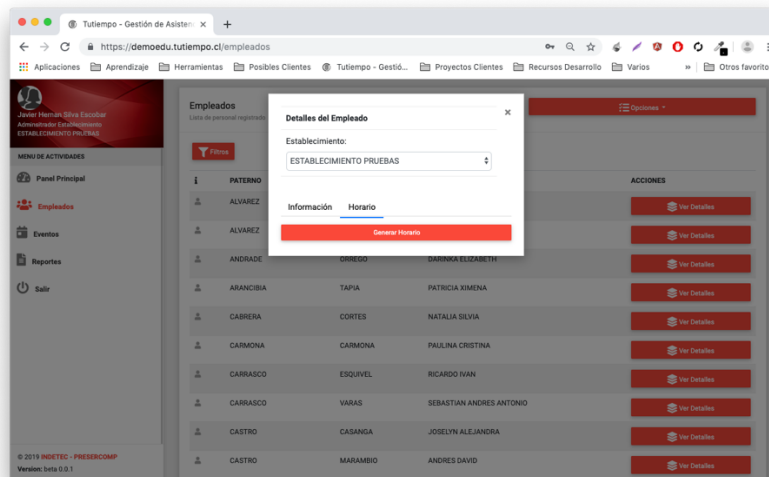 Tutiempo - Gestión de Asisten
https://demoedu.tutiempo.cl/empleados
Aplicaciones Aprendizaje Herramientas Posibles Clientes Tutiempo - Gestió... Proyectos Clientes Recursos Desarrollo Varios » Otros favorito
Javier Hernán Silva Escobar
Administrador Establecimiento
ESTABLECIMIENTO PRUEBAS
MENU DE ACTIVIDADES
Panel Principal
Empleados
Eventos
Reportes
Salir
© 2019 INDETEC - PRESERCOMP
Version: beta 0.0.1
Empleados
Lista de personal registrado
Opciones
Filtros
Detalles del Empleado
×
Establecimiento:
ESTABLECIMIENTO PRUEBAS
Información Horario
Generar Horario
i PATERNO ACCIONES
ALVAREZ Ver Detalles
ALVAREZ Ver Detalles
ANDRADE ORREGO DARINKA ELIZABETH Ver Detalles
ARANCIBIA TAPIA PATRICIA XIMENA Ver Detalles
CABRERA CORTES NATALIA SILVIA Ver Detalles
CARMONA CARMONA PAULINA CRISTINA Ver Detalles
CARRASCO ESQUIVEL RICARDO IVAN Ver Detalles
CARRASCO VARAS SEBASTIAN ANDRES ANTONIO Ver Detalles
CASTRO CASANGA JOSELYN ALEJANDRA Ver Detalles
CASTRO MARAMBIO ANDRES DAVID Ver Detalles